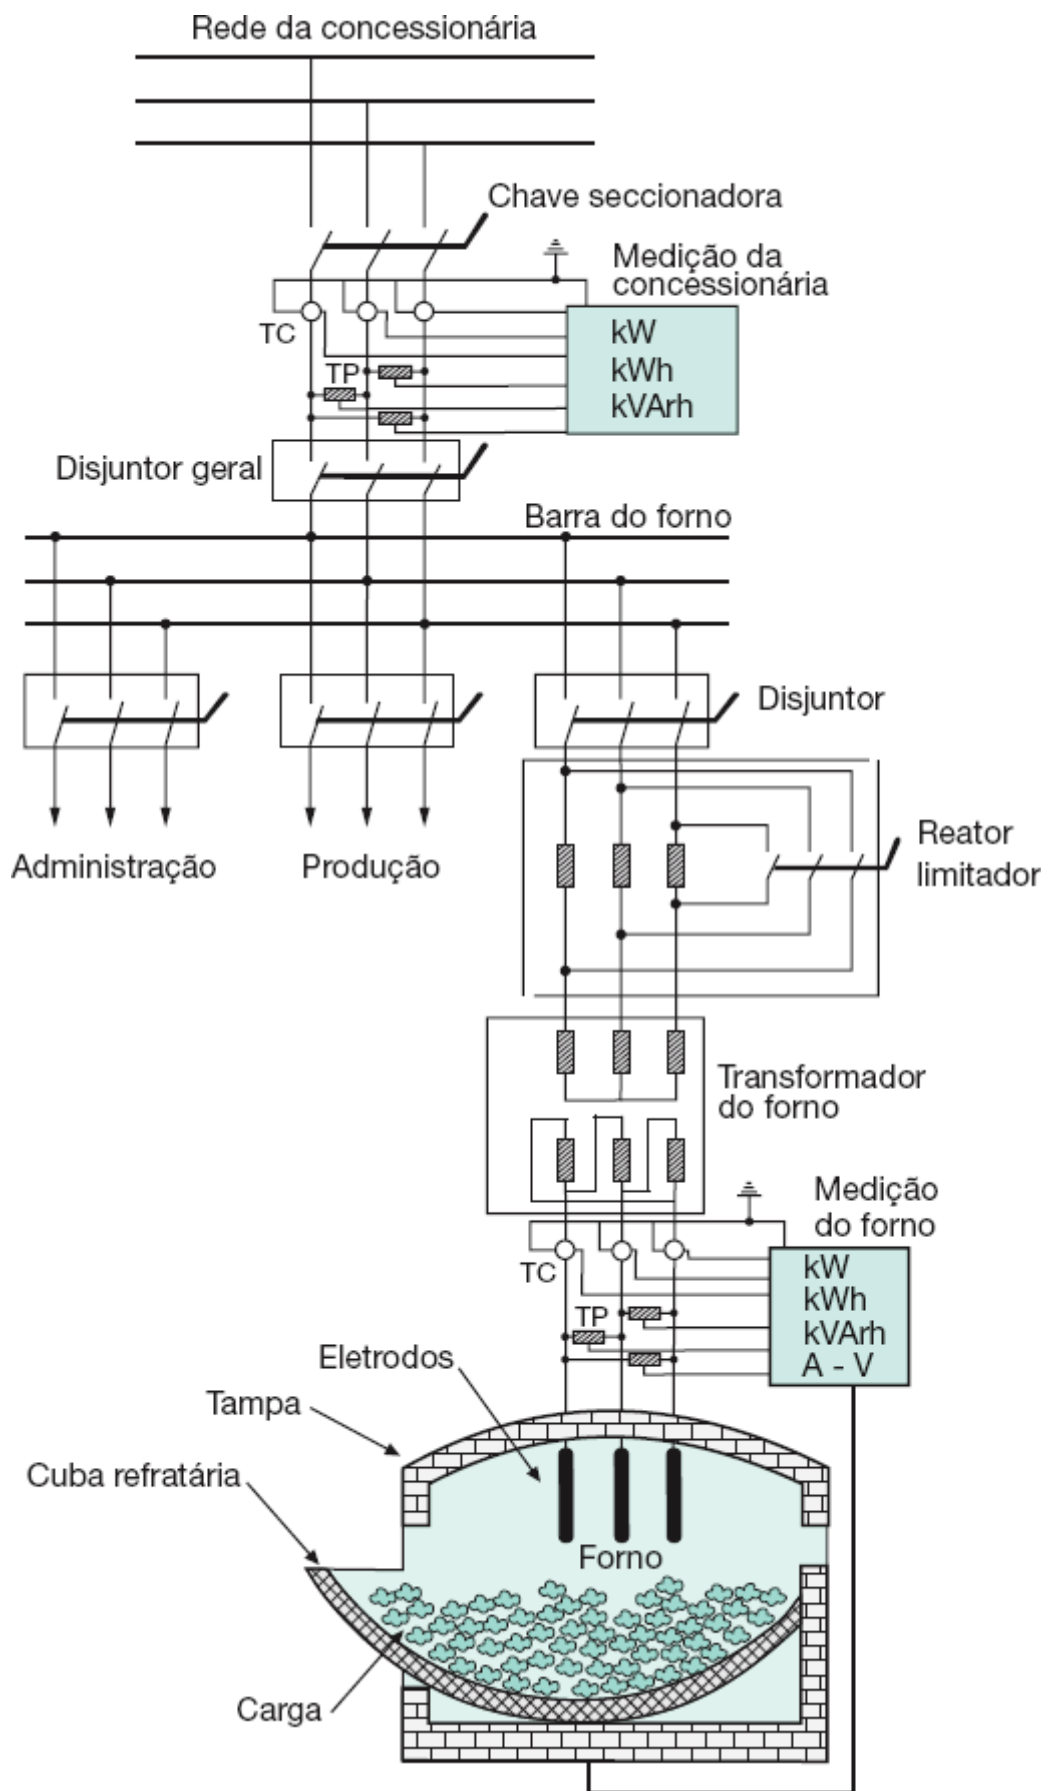 Rede da concessionária
Chave seccionadora
Medição da
concessionária
TC
kW
TP
kWh
kVArh
Disjuntor geral
Barra do forno
Disjuntor
Administração
Produção
Reator
limitador
Transformador
do forno
Medição
do forno
TC
kW
kWh
TP
kVArh
A - V
Eletrodos
Tampa
Cuba refratária
Forno
Carga